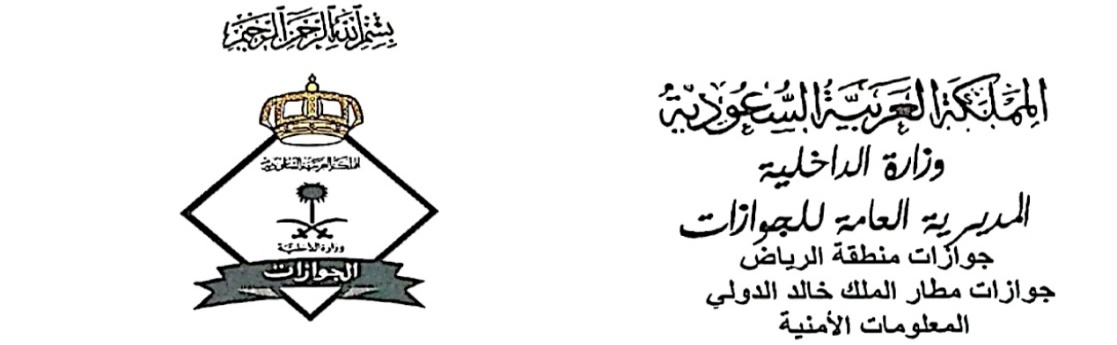 بسم الله الرحمن الرحيم
المملكة العربية السعودية
وزارة الداخلية
المديرية العامة للجوازات
جوازات منطقة الرياض
جوازات مطار الملك خالد الدولي
المعلومات الأمنية
المملكة العربية السعودية
وزارة الداخلية
الجوازات